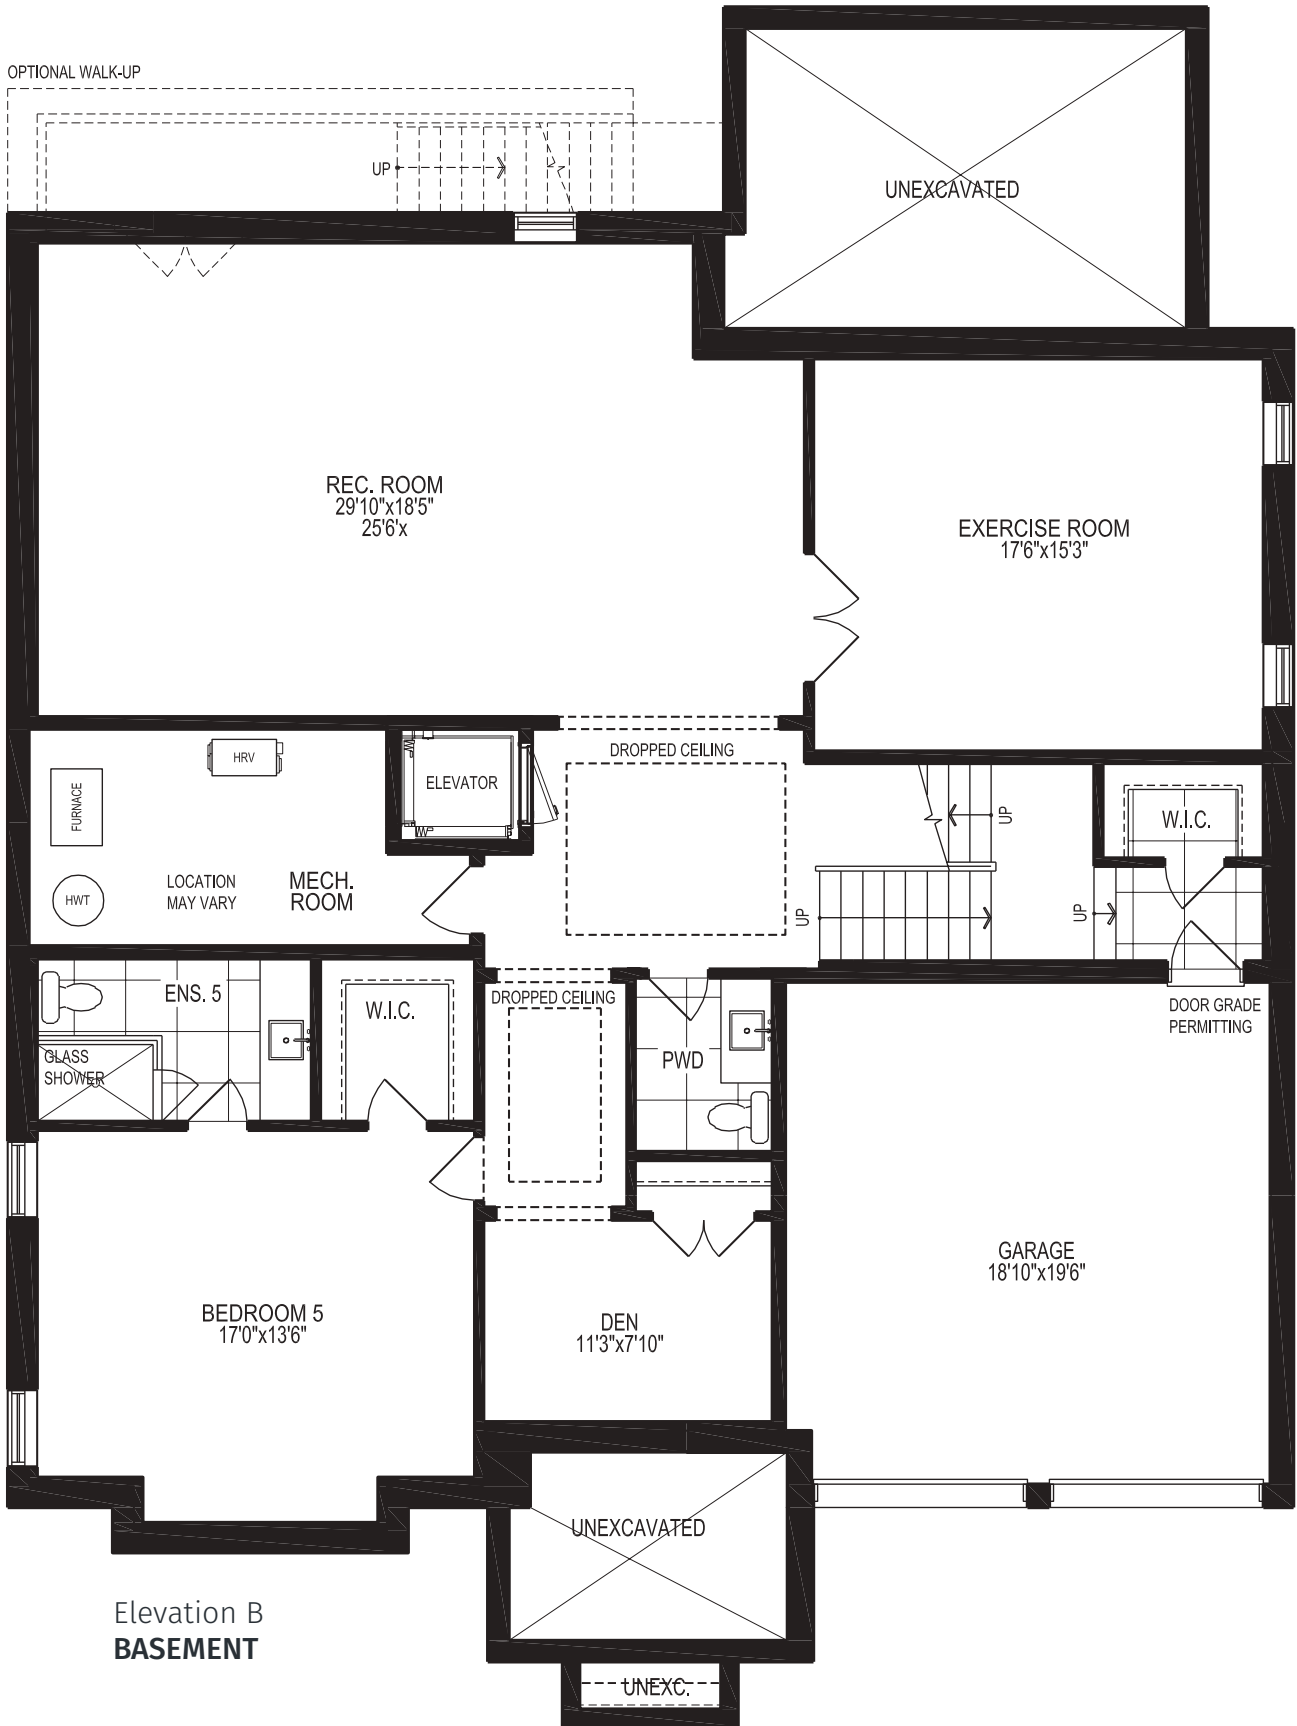 OPTIONAL WALK-UP
UP
UNEXCAVATED
REC. ROOM
29'10"x18'5"
25'6'x
EXERCISE ROOM
17'6"x15'3"
DROPPED CEILING
HRV
FURNACE
ELEVATOR
UP
W.I.C.
HWT
LOCATION
MAY VARY
MECH.
ROOM
UP
UP
ENS. 5
W.I.C.
DROPPED CEILING
DOOR GRADE
PERMITTING
GLASS
SHOWER
PWD
GARAGE
18'10"x19'6"
BEDROOM 5
17'0"x13'6"
DEN
11'3"x7'10"
UNEXCAVATED
Elevation B
BASEMENT
UNEXC.